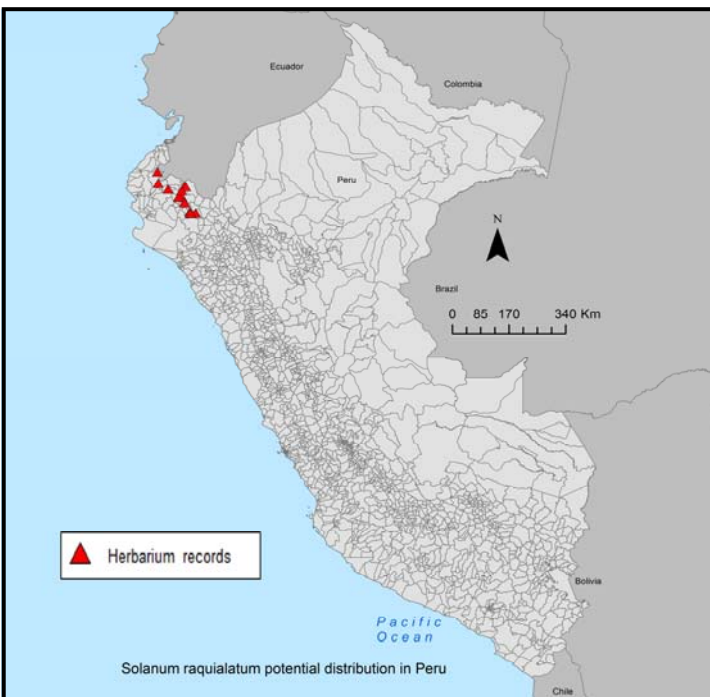 Ecuador
Colombia
Peru
N
Brazil
0 85 170 340 Km
Herbarium records
Bolivia
Pacific
Ocean
Solanum raquialatum potential distribution in Peru
Chile